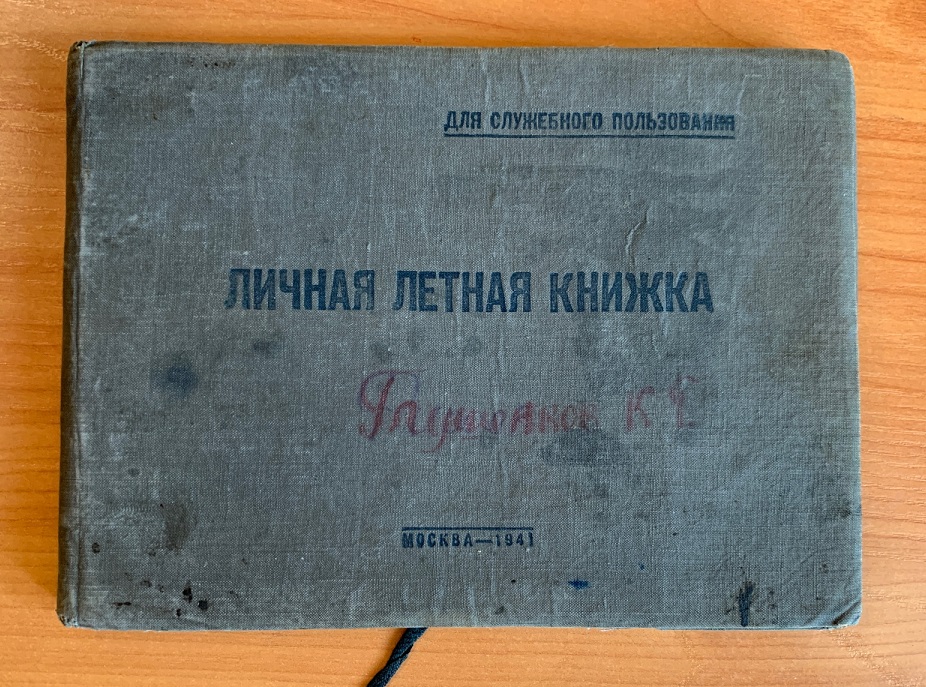 ДЛЯ СЛУЖЕБНОГО ПОЛЬЗОВАНИЯ
ЛИЧНАЯ ЛЕТНАЯ КНИЖКА
МОСКВА—1941